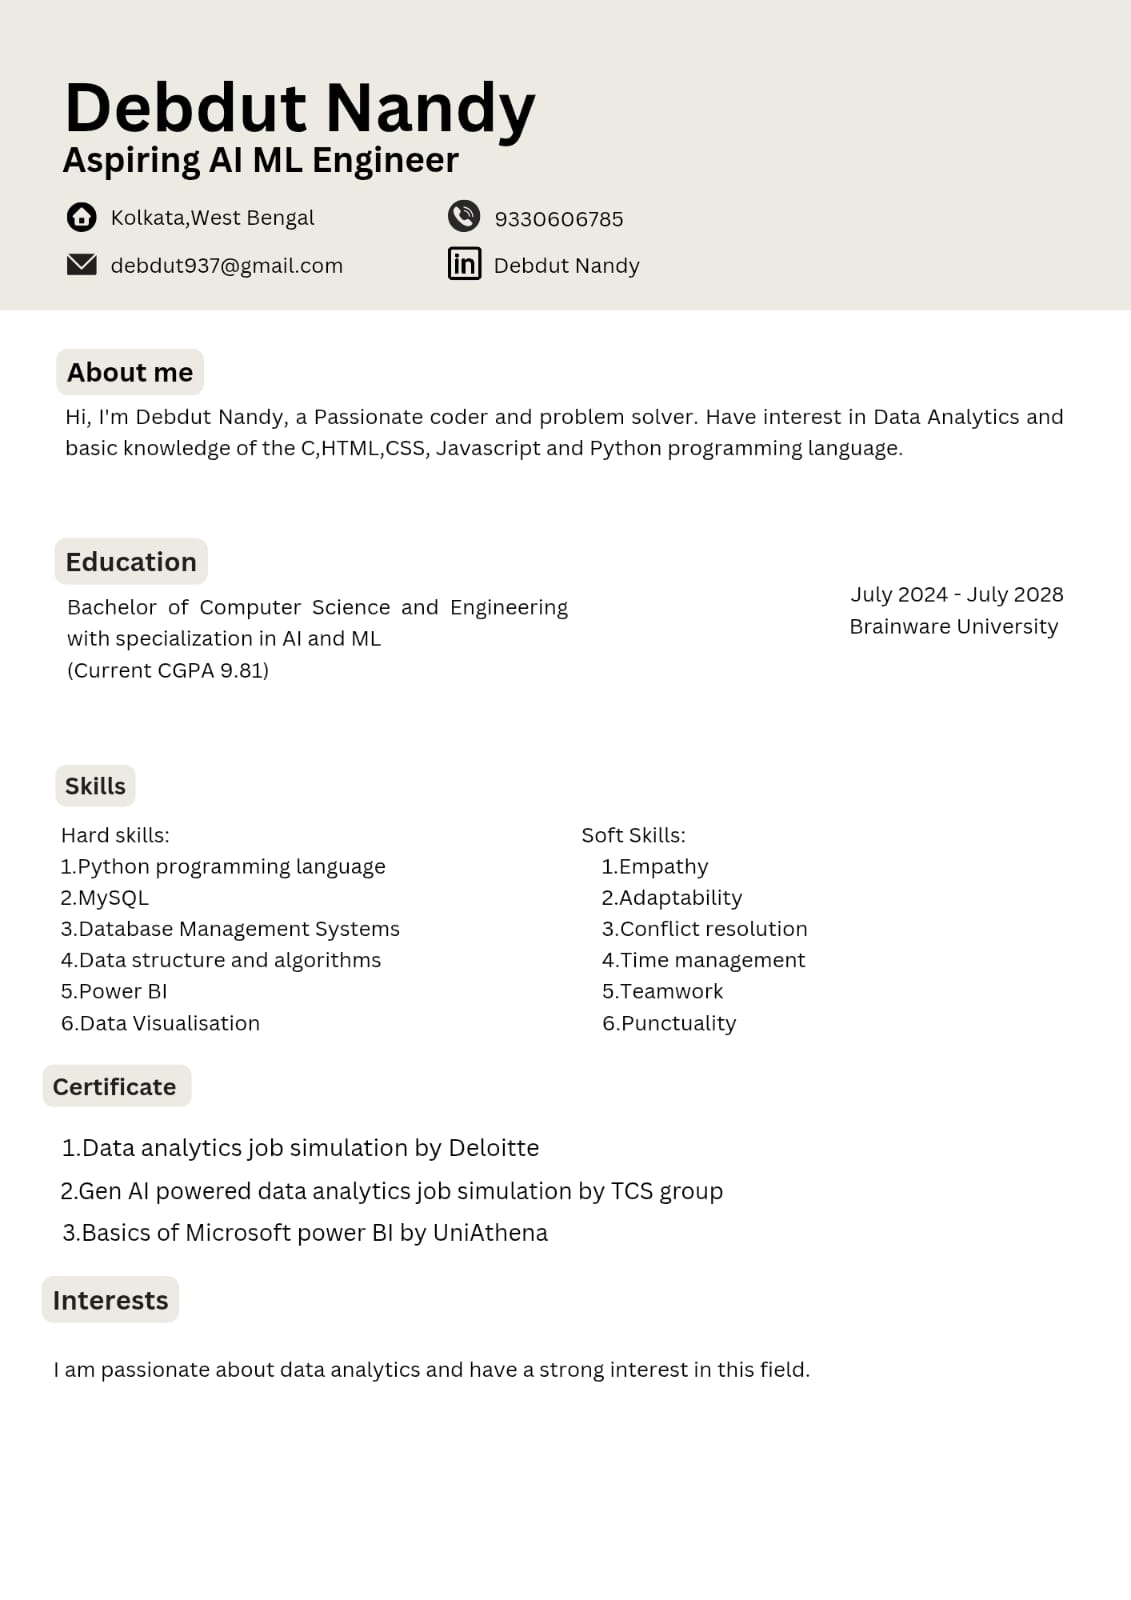 Debdut Nandy
Aspiring AI ML Engineer
Kolkata,West Bengal
9330606785
debdut937@gmail.com
in Debdut Nandy
About me
Hi, I'm Debdut Nandy, a Passionate coder and problem solver. Have interest in Data Analytics and
basic knowledge of the C,HTML,CSS, Javascript and Python programming language.
Education
Bachelor of Computer Science and Engineering
with specialization in AI and ML
(Current CGPA 9.81)
July 2024 - July 2028
Brainware University
Skills
Hard skills:
1.Python programming language
2.MySQL
3.Database Management Systems
4.Data structure and algorithms
5.Power BI
6.Data Visualisation
Soft Skills:
1.Empathy
2.Adaptability
3.Conflict resolution
4.Time management
5.Teamwork
6.Punctuality
Certificate
1.Data analytics job simulation by Deloitte
2.Gen AI powered data analytics job simulation by TCS group
3.Basics of Microsoft power BI by UniAthena
Interests
I am passionate about data analytics and have a strong interest in this field.